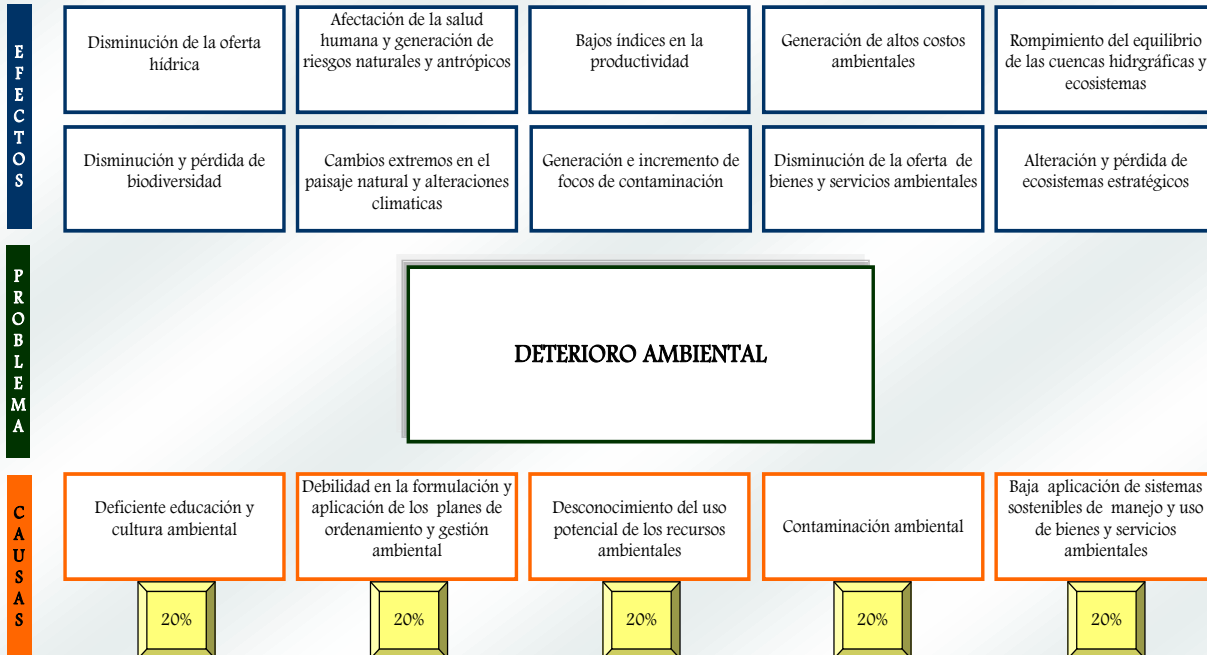 EFECTOS
Disminución de la oferta
hídrica
Afectación de la salud
humana y generación de
riesgos naturales y antrópicos
Bajos índices en la
productividad
Generación de altos costos
ambientales
Rompimiento del equilibrio
de las cuencas hidrgráficas y
ecosistemas
Disminución y pérdida de
biodiversidad
Cambios extremos en el
paisaje natural y alteraciones
climaticas
Generación e incremento de
focos de contaminación
Disminución de la oferta de
bienes y servicios ambientales
Alteración y pérdida de
ecosistemas estratégicos
PROBLEMA
DETERIORO AMBIENTAL
CAUSAS
Deficiente educación y
cultura ambiental
Debilidad en la formulación y
aplicación de los planes de
ordenamiento y gestión
ambiental
Desconocimiento del uso
potencial de los recursos
ambientales
Contaminación ambiental
Baja aplicación de sistemas
sostenibles de manejo y uso
de bienes y servicios
ambientales
20%
20%
20%
20%
20%